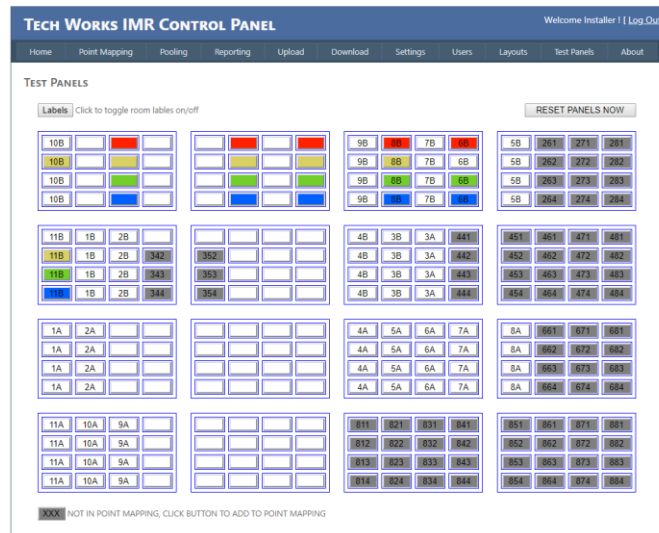 TECH WORKS IMR CONTROL PANEL
Welcome Installer ! [ Log Out
Home Point Mapping Pooling Reporting Upload Download Settings Users Layouts Test Panels About
TEST PANELS
Labels Click to toggle room lables on/off RESET PANELS NOW
10B 9B 8B 7B 6B 5B 261 271 281
10B 9B 8B 7B 6B 5B 262 272 282
10B 9B 8B 7B 6B 5B 263 273 283
10B 9B 8B 7B 6B 5B 264 274 284
11B 1B 2B 4B 3B 3A 441 451 461 471 481
11B 1B 2B 342 352 4B 3B 3A 442 452 462 472 482
11B 1B 2B 343 353 4B 3B 3A 443 453 463 473 483
11B 1B 2B 344 354 4B 3B 3A 444 454 464 474 484
1A 2A 4A 5A 6A 7A 8A 661 671 681
1A 2A 4A 5A 6A 7A 8A 662 672 682
1A 2A 4A 5A 6A 7A 8A 663 673 683
1A 2A 4A 5A 6A 7A 8A 664 674 684
11A 10A 9A 811 821 831 841 851 861 871 881
11A 10A 9A 812 822 832 842 852 862 872 882
11A 10A 9A 813 823 833 843 853 863 873 883
11A 10A 9A 814 824 834 844 854 864 874 884
XXX NOT IN POINT MAPPING, CLICK BUTTON TO ADD TO POINT MAPPING